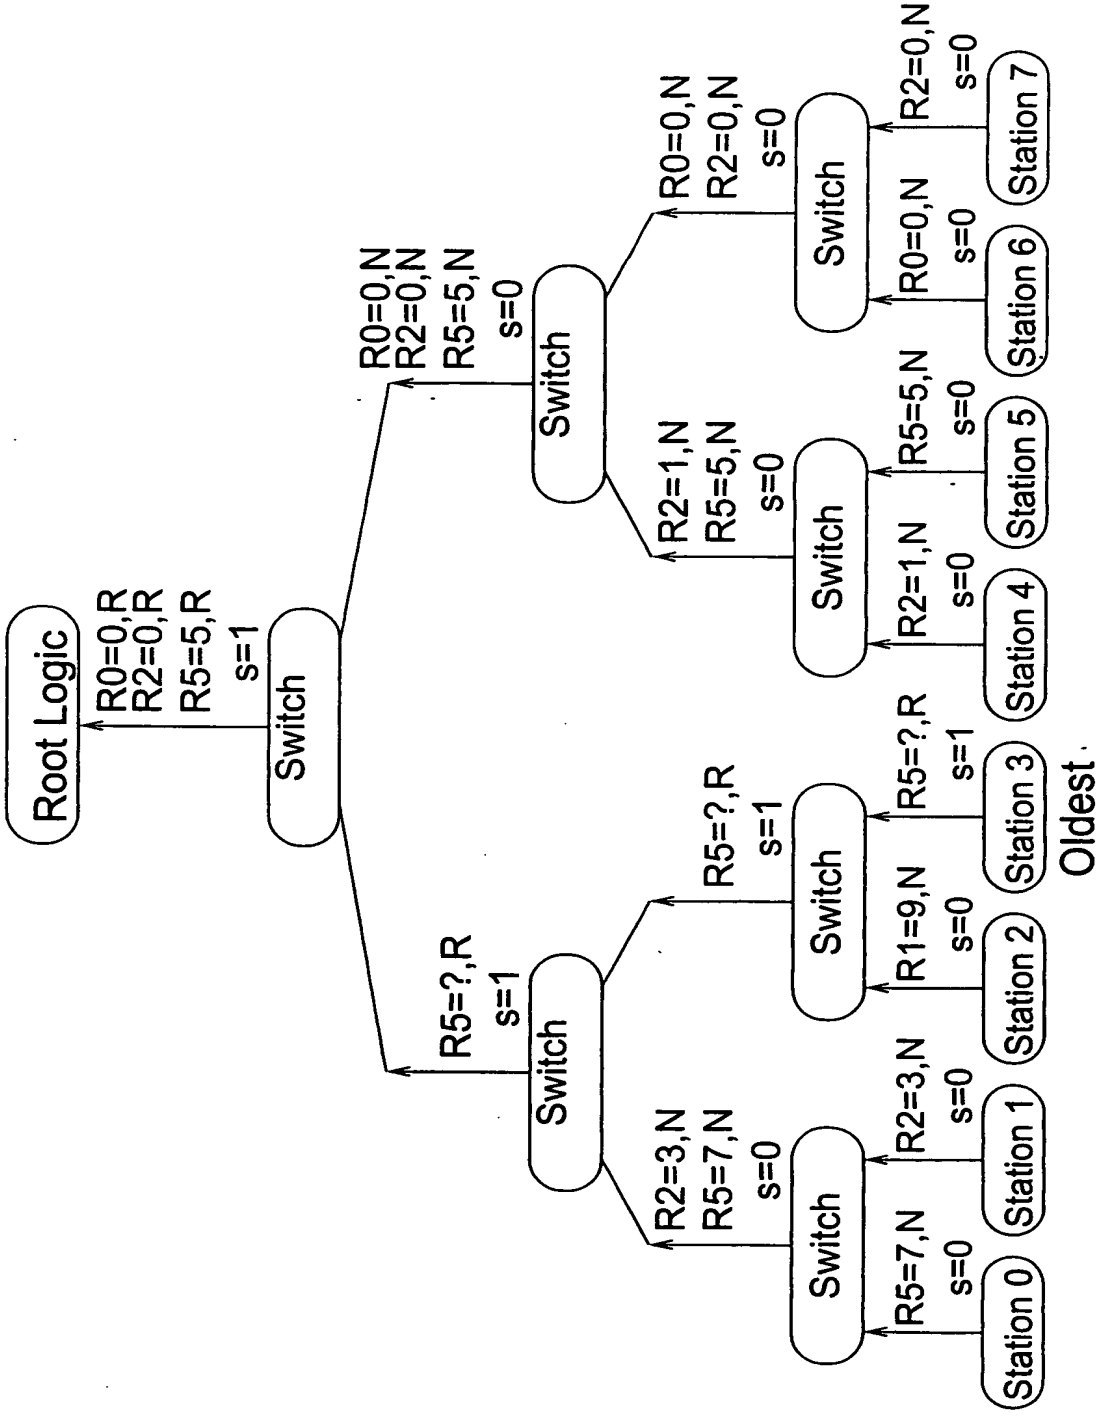 Root Logic
R0=0,R
R2=0,R
R5=5,R
s=1
Switch
R5=?,R
s=1
Switch
R0=0,N
R2=0,N
R5=5,N
s=0
Switch
R2=3,N
R5=7,N
s=0
Switch
R5=?,R
s=1
Switch
R2=1,N
R5=5,N
s=0
Switch
R0=0,N
R2=0,N
s=0
Switch
R5=7,N
s=0
Station 0
R2=3,N
s=0
Station 1
R1=9,N
s=0
Station 2
R5=?,R
s=1
Station 3
Oldest
R2=1,N
s=0
Station 4
R5=5,N
s=0
Station 5
R0=0,N
s=0
Station 6
R2=0,N
s=0
Station 7